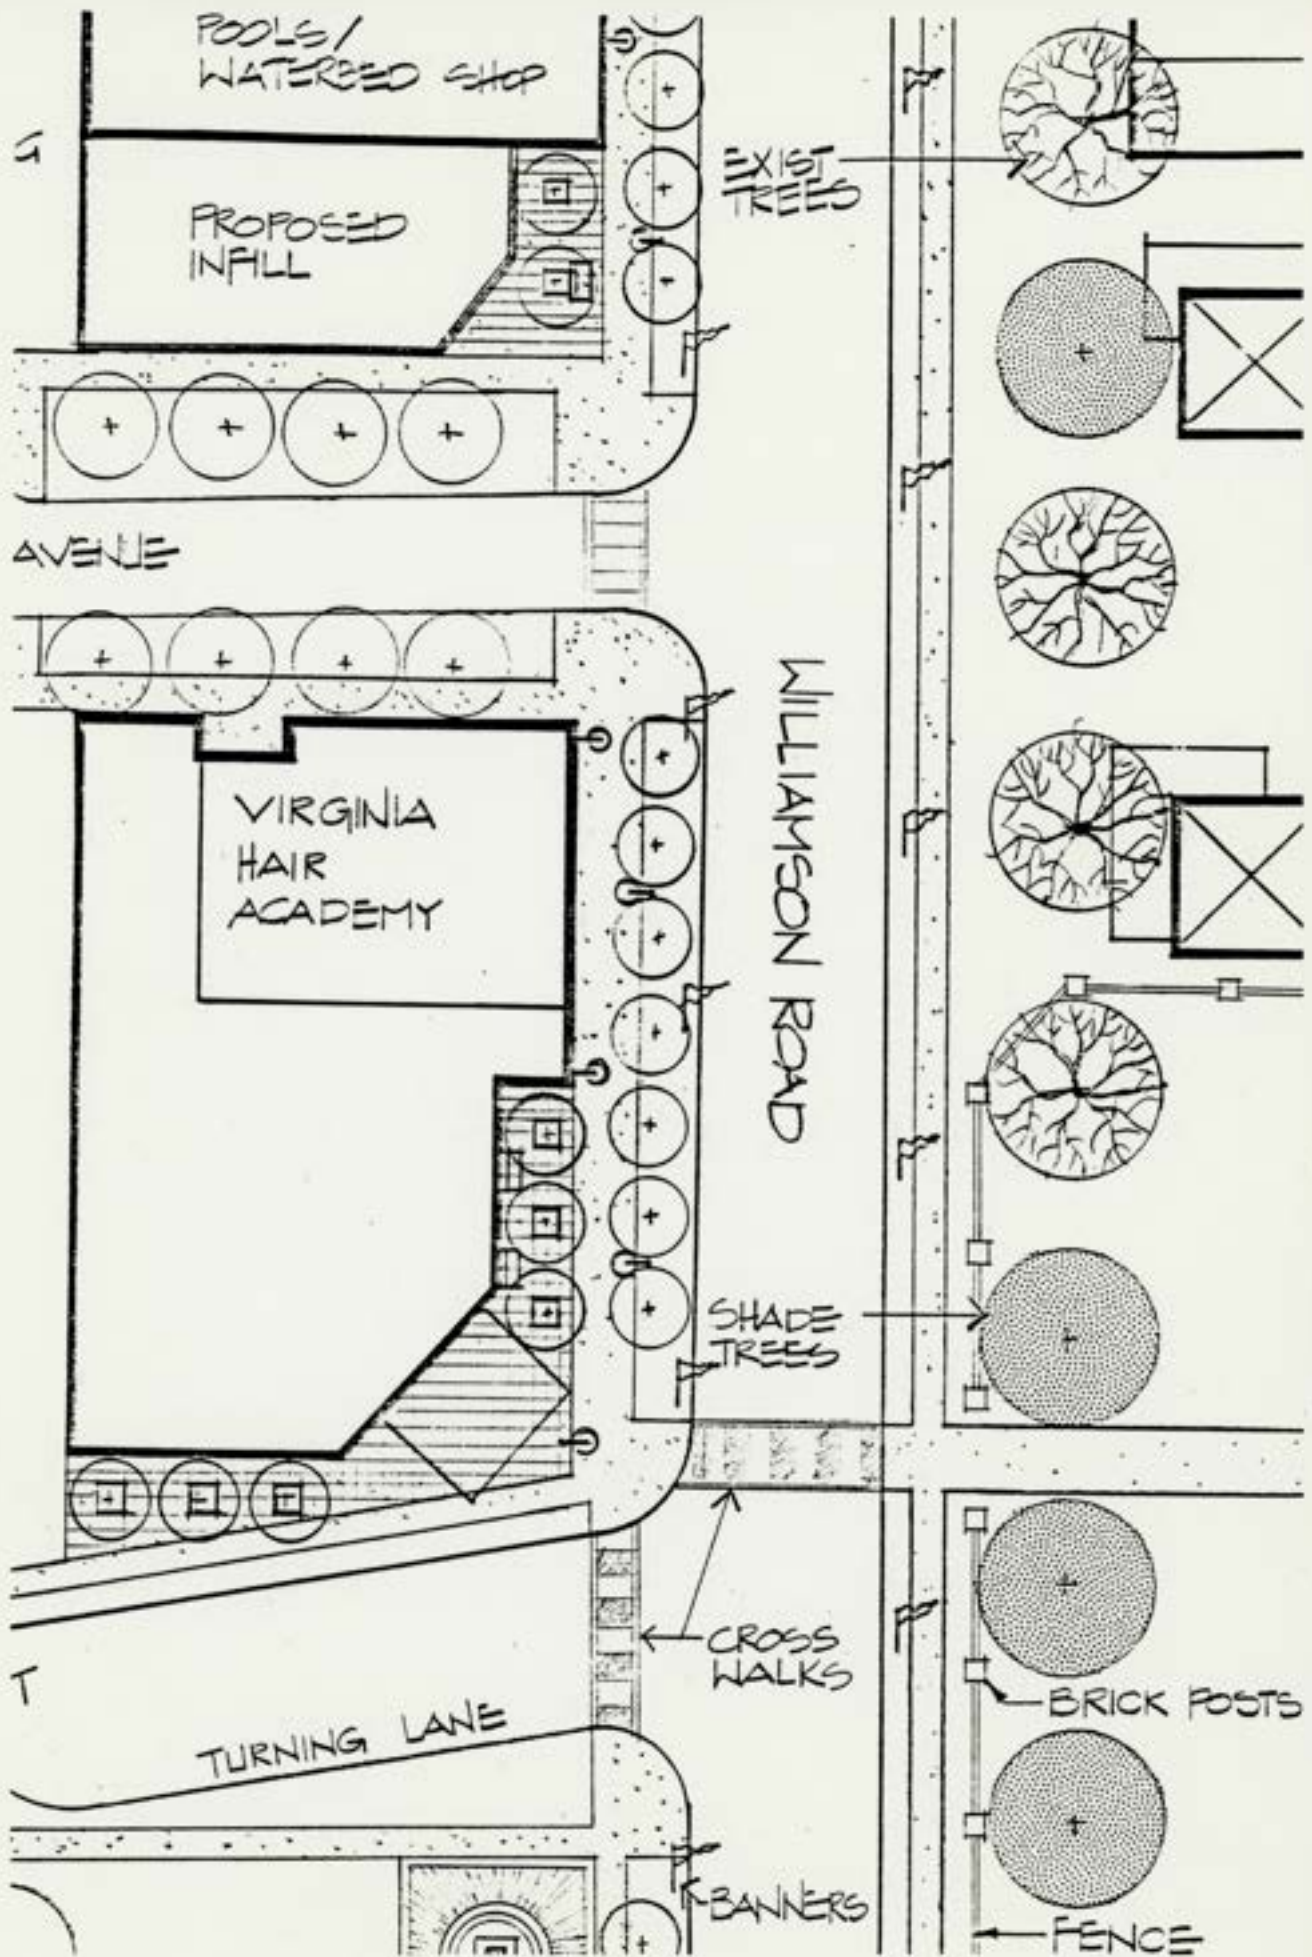 POOLS/
WATERBED SHOP
G
EXIST
TREES
PROPOSED
INFILL
AVENUE
WILLIAMSON ROAD
VIRGINIA
HAIR
ACADEMY
SHADE
TREES
CROSS
WALKS
BRICK POSTS
T
TURNING LANE
BANNERS
FENCE